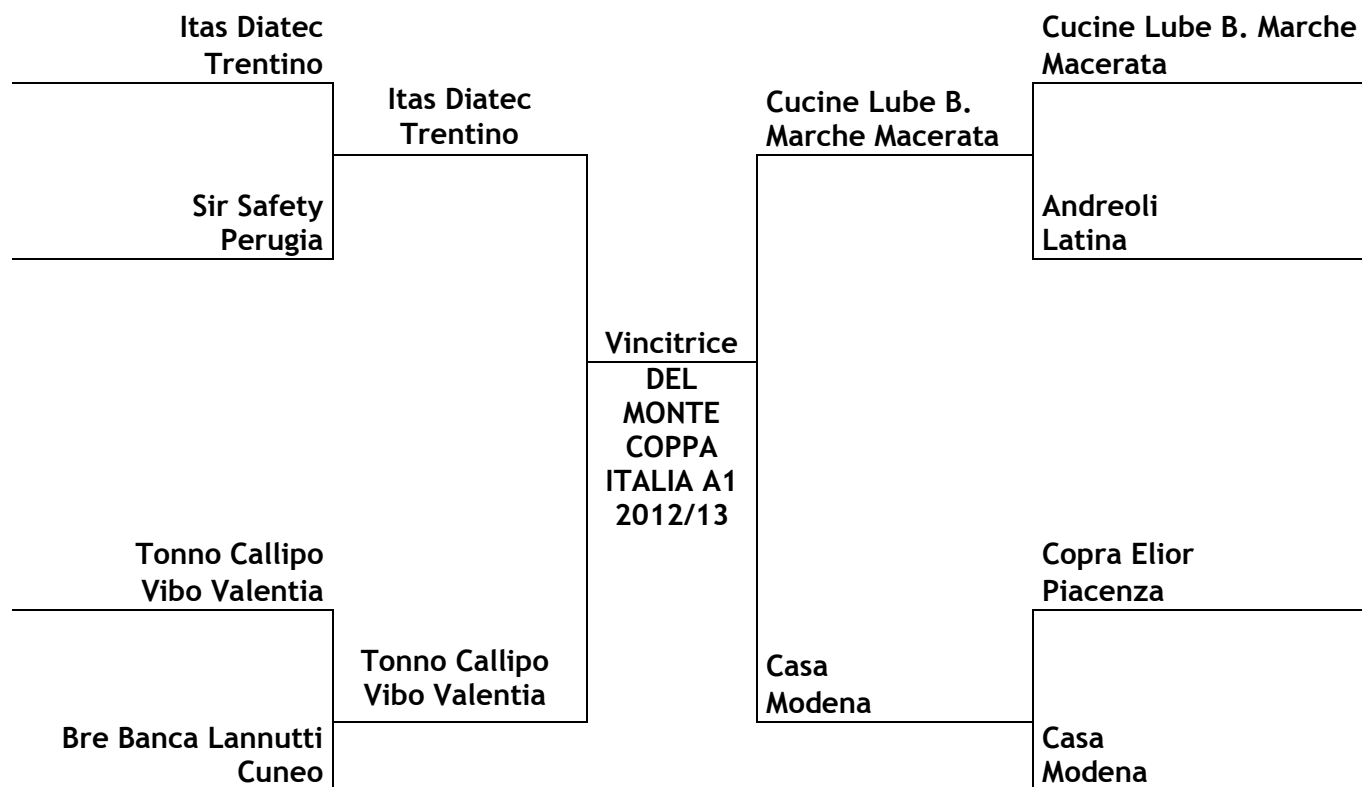 Itas Diatec
Trentino
Itas Diatec
Trentino
Sir Safety
Perugia
Cucine Lube B. Marche
Macerata
Cucine Lube B.
Marche Macerata
Andreoli
Latina
Vincitrice
DEL
MONTE
COPPA
ITALIA A1
2012/13
Tonno Callipo
Vibo Valentia
Tonno Callipo
Vibo Valentia
Bre Banca Lannutti
Cuneo
Copra Elior
Piacenza
Casa
Modena
Casa
Modena